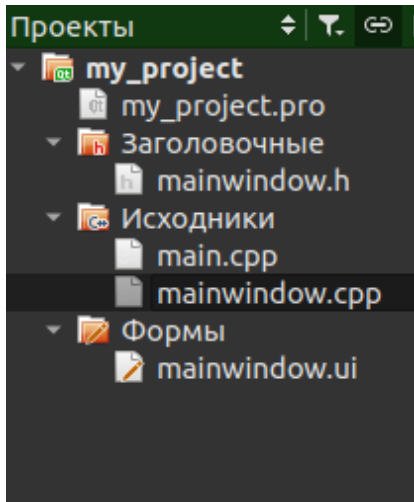 Проекты
my_project
my_project.pro
Заголовочные
mainwindow.h
Исходники
main.cpp
mainwindow.cpp
Формы
mainwindow.ui